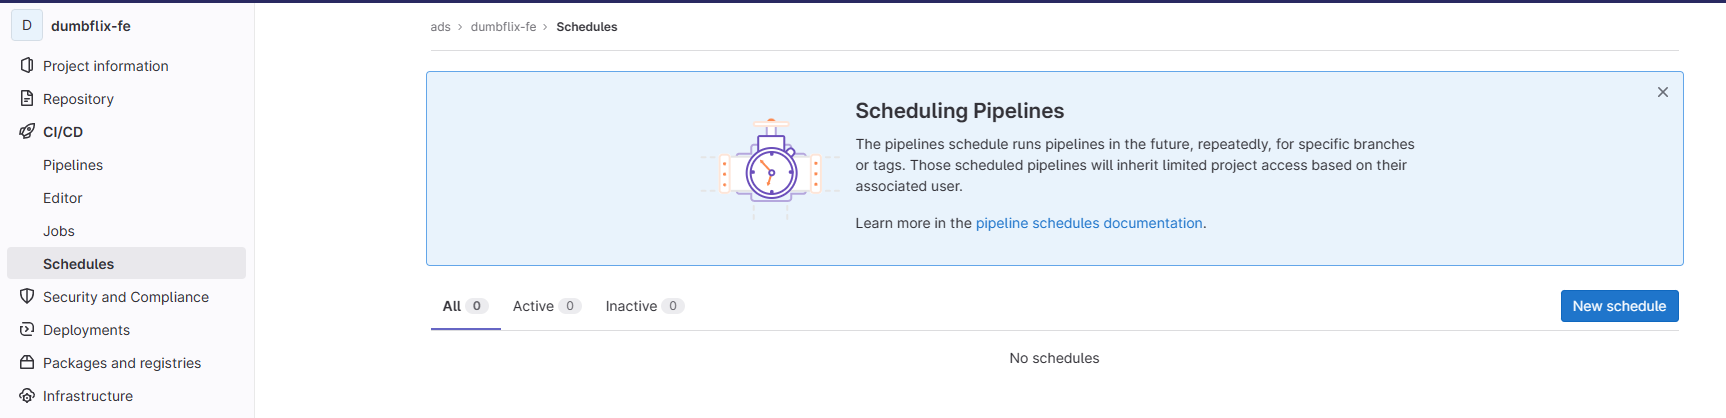 D dumbflix-fe
Project information
Repository
CI/CD
Pipelines
Editor
Jobs
Schedules
Security and Compliance
Deployments
Packages and registries
Infrastructure
ads › dumbflix-fe › Schedules
Scheduling Pipelines
The pipelines schedule runs pipelines in the future, repeatedly, for specific branches
or tags. Those scheduled pipelines will inherit limited project access based on their
associated user.
Learn more in the pipeline schedules documentation.
All 0 Active 0 Inactive 0 New schedule
No schedules